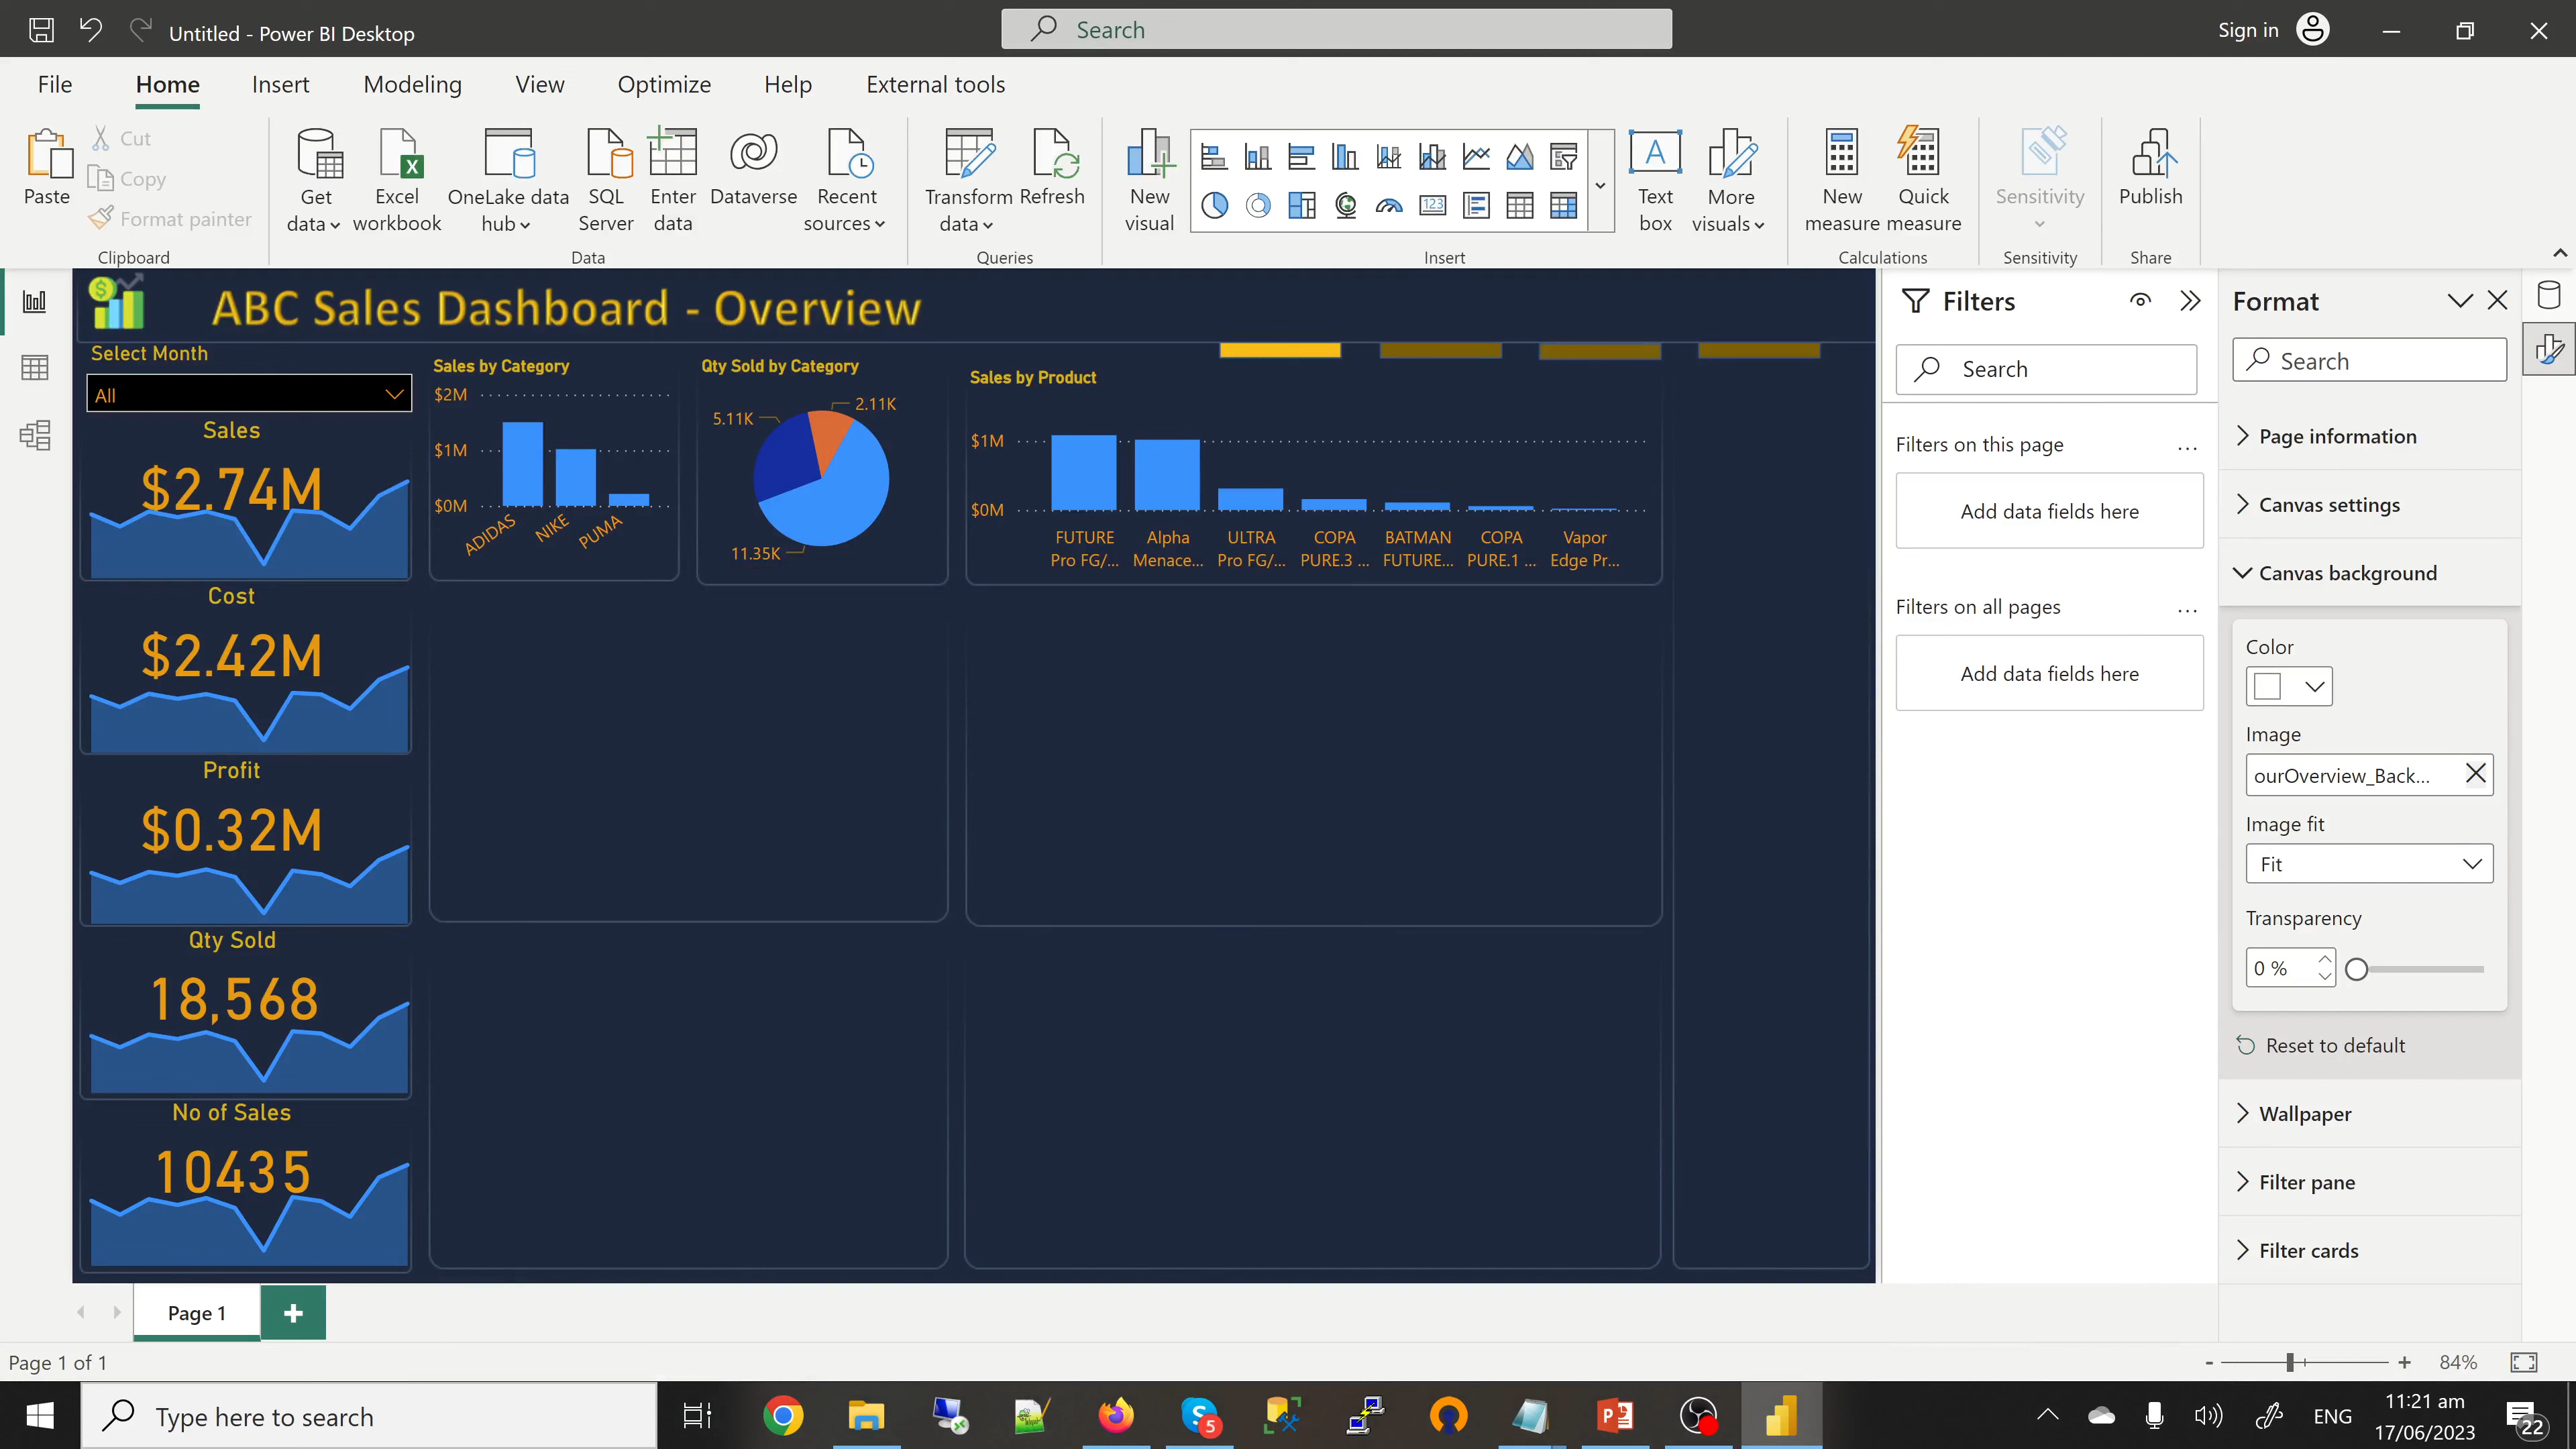 Untitled - Power BI Desktop
Search
Sign in
File
Home
Insert
Modeling
View
Optimize
Help
External tools
Paste
Cut
Copy
Format painter
Clipboard
Get data
Excel workbook
OneLake data hub
SQL Server
Enter data
Dataverse
Recent sources
Data
Transform data
Refresh
Queries
New visual
Text box
More visuals
Insert
New measure
Quick measure
Calculations
Sensitivity
Sensitivity
Publish
Share
ABC Sales Dashboard - Overview
Select Month
All
Sales
$2.74M
Cost
$2.42M
Profit
$0.32M
Qty Sold
18,568
No of Sales
10435
Sales by Category
$2M
$1M
$0M
ADIDAS
NIKE
PUMA
Qty Sold by Category
5.11K
2.11K
11.35K
Sales by Product
$1M
$0M
FUTURE Pro FG/...
Alpha Menace...
ULTRA Pro FG/...
COPA PURE.3 ...
BATMAN FUTURE...
COPA PURE.1 ...
Vapor Edge Pr...
Filters
Search
Filters on this page
...
Add data fields here
Filters on all pages
...
Add data fields here
Format
Search
Page information
Canvas settings
Canvas background
Color
Image
ourOverview_Back...
Image fit
Fit
Transparency
0 %
Reset to default
Wallpaper
Filter pane
Filter cards
Page 1
Page 1 of 1
84%
Type here to search
5
ENG
11:21 am
17/06/2023
22